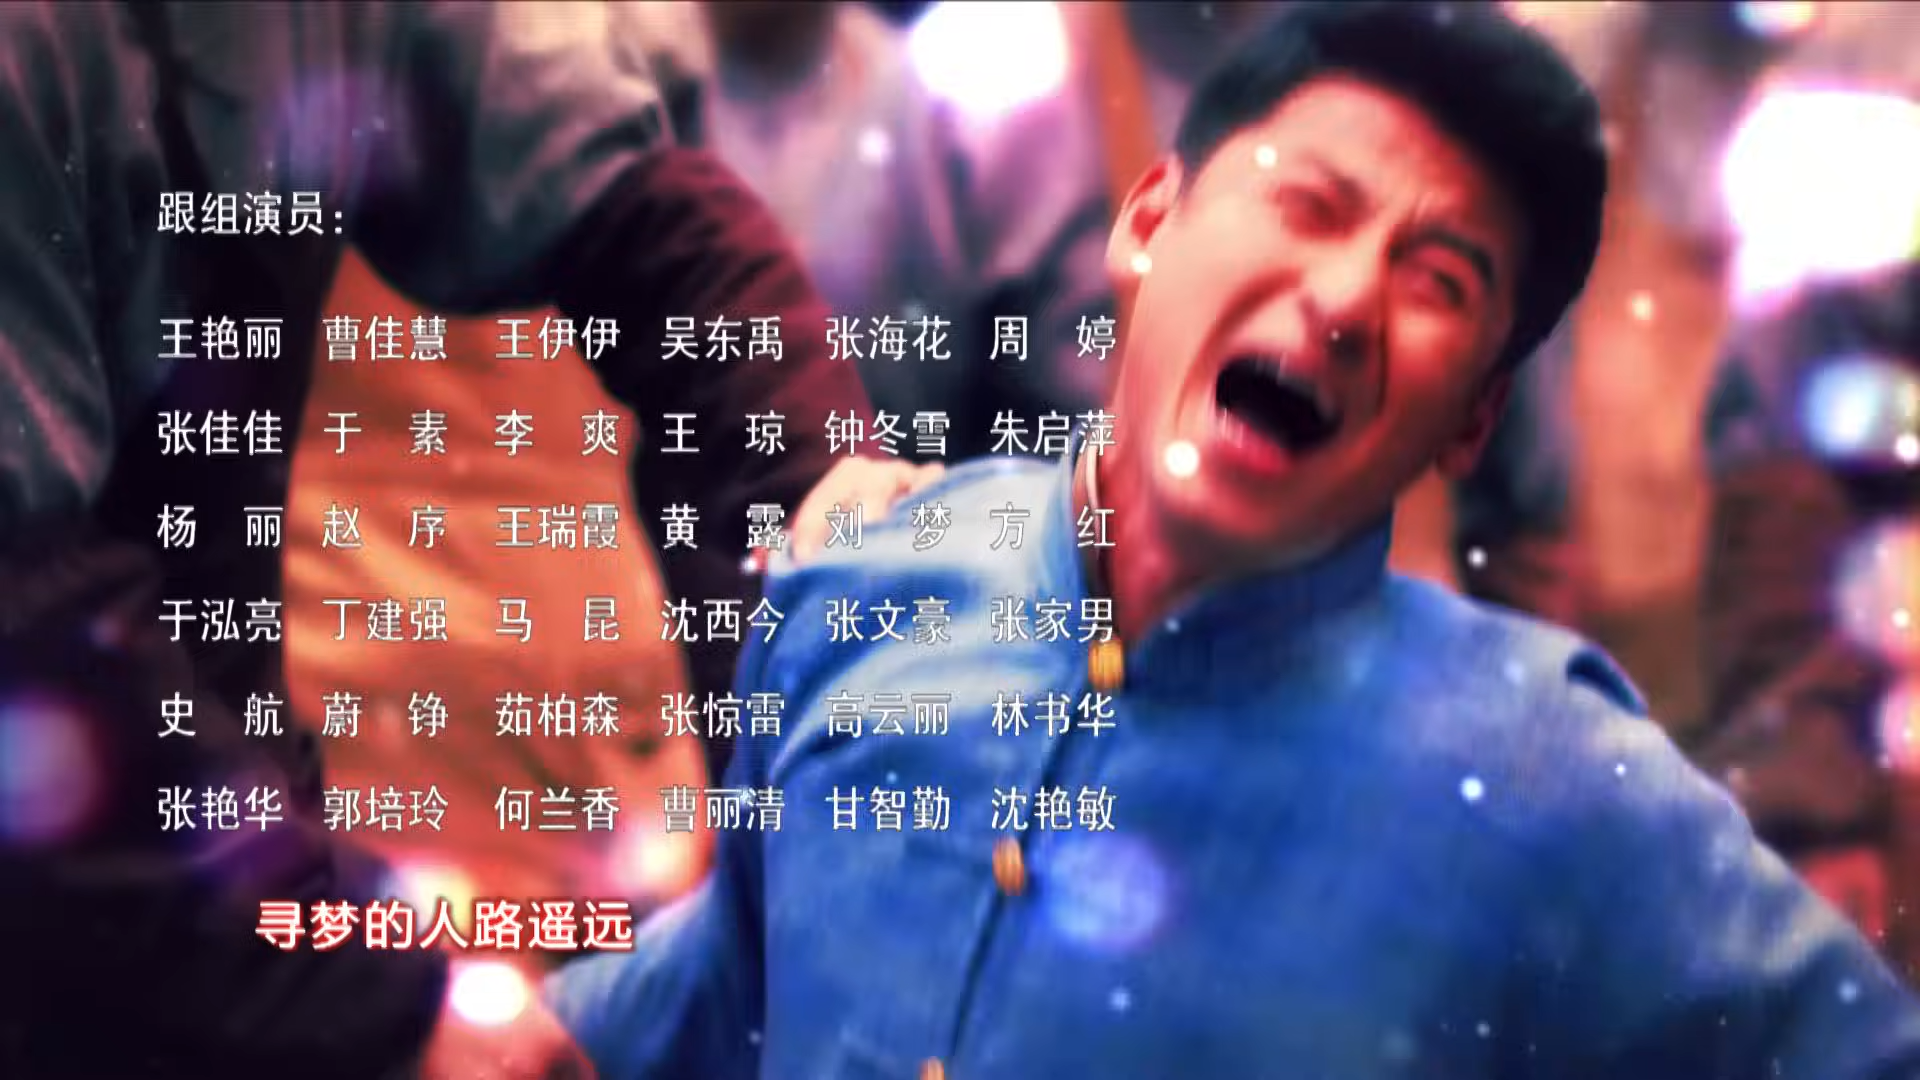 跟组演员：
王艳丽 曹佳慧 王伊伊 吴东禹 张海花 周 婷
张佳佳 于 素 李 爽 王 琼 钟冬雪 朱启萍
杨 丽 赵 序 王瑞霞 黄 露 刘 梦 方 红
于泓亮 丁建强 马 昆 沈西今 张文豪 张家男
史 航 蔚 铮 茹柏森 张惊雷 高云丽 林书华
张艳华 郭培玲 何兰香 曹丽清 甘智勤 沈艳敏
寻梦的人路遥远